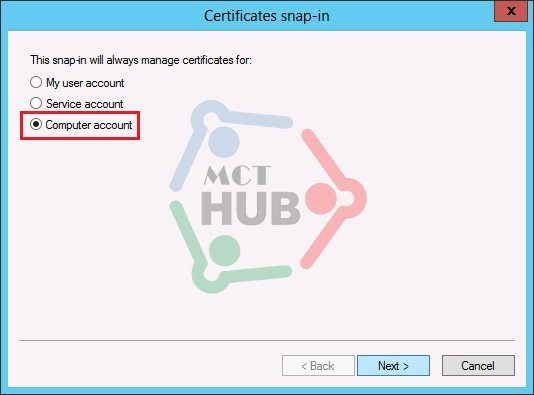 Certificates snap-in
x
This snap-in will always manage certificates for:
My user account
Service account
Computer account
MCT
HUB
< Back
Next >
Cancel